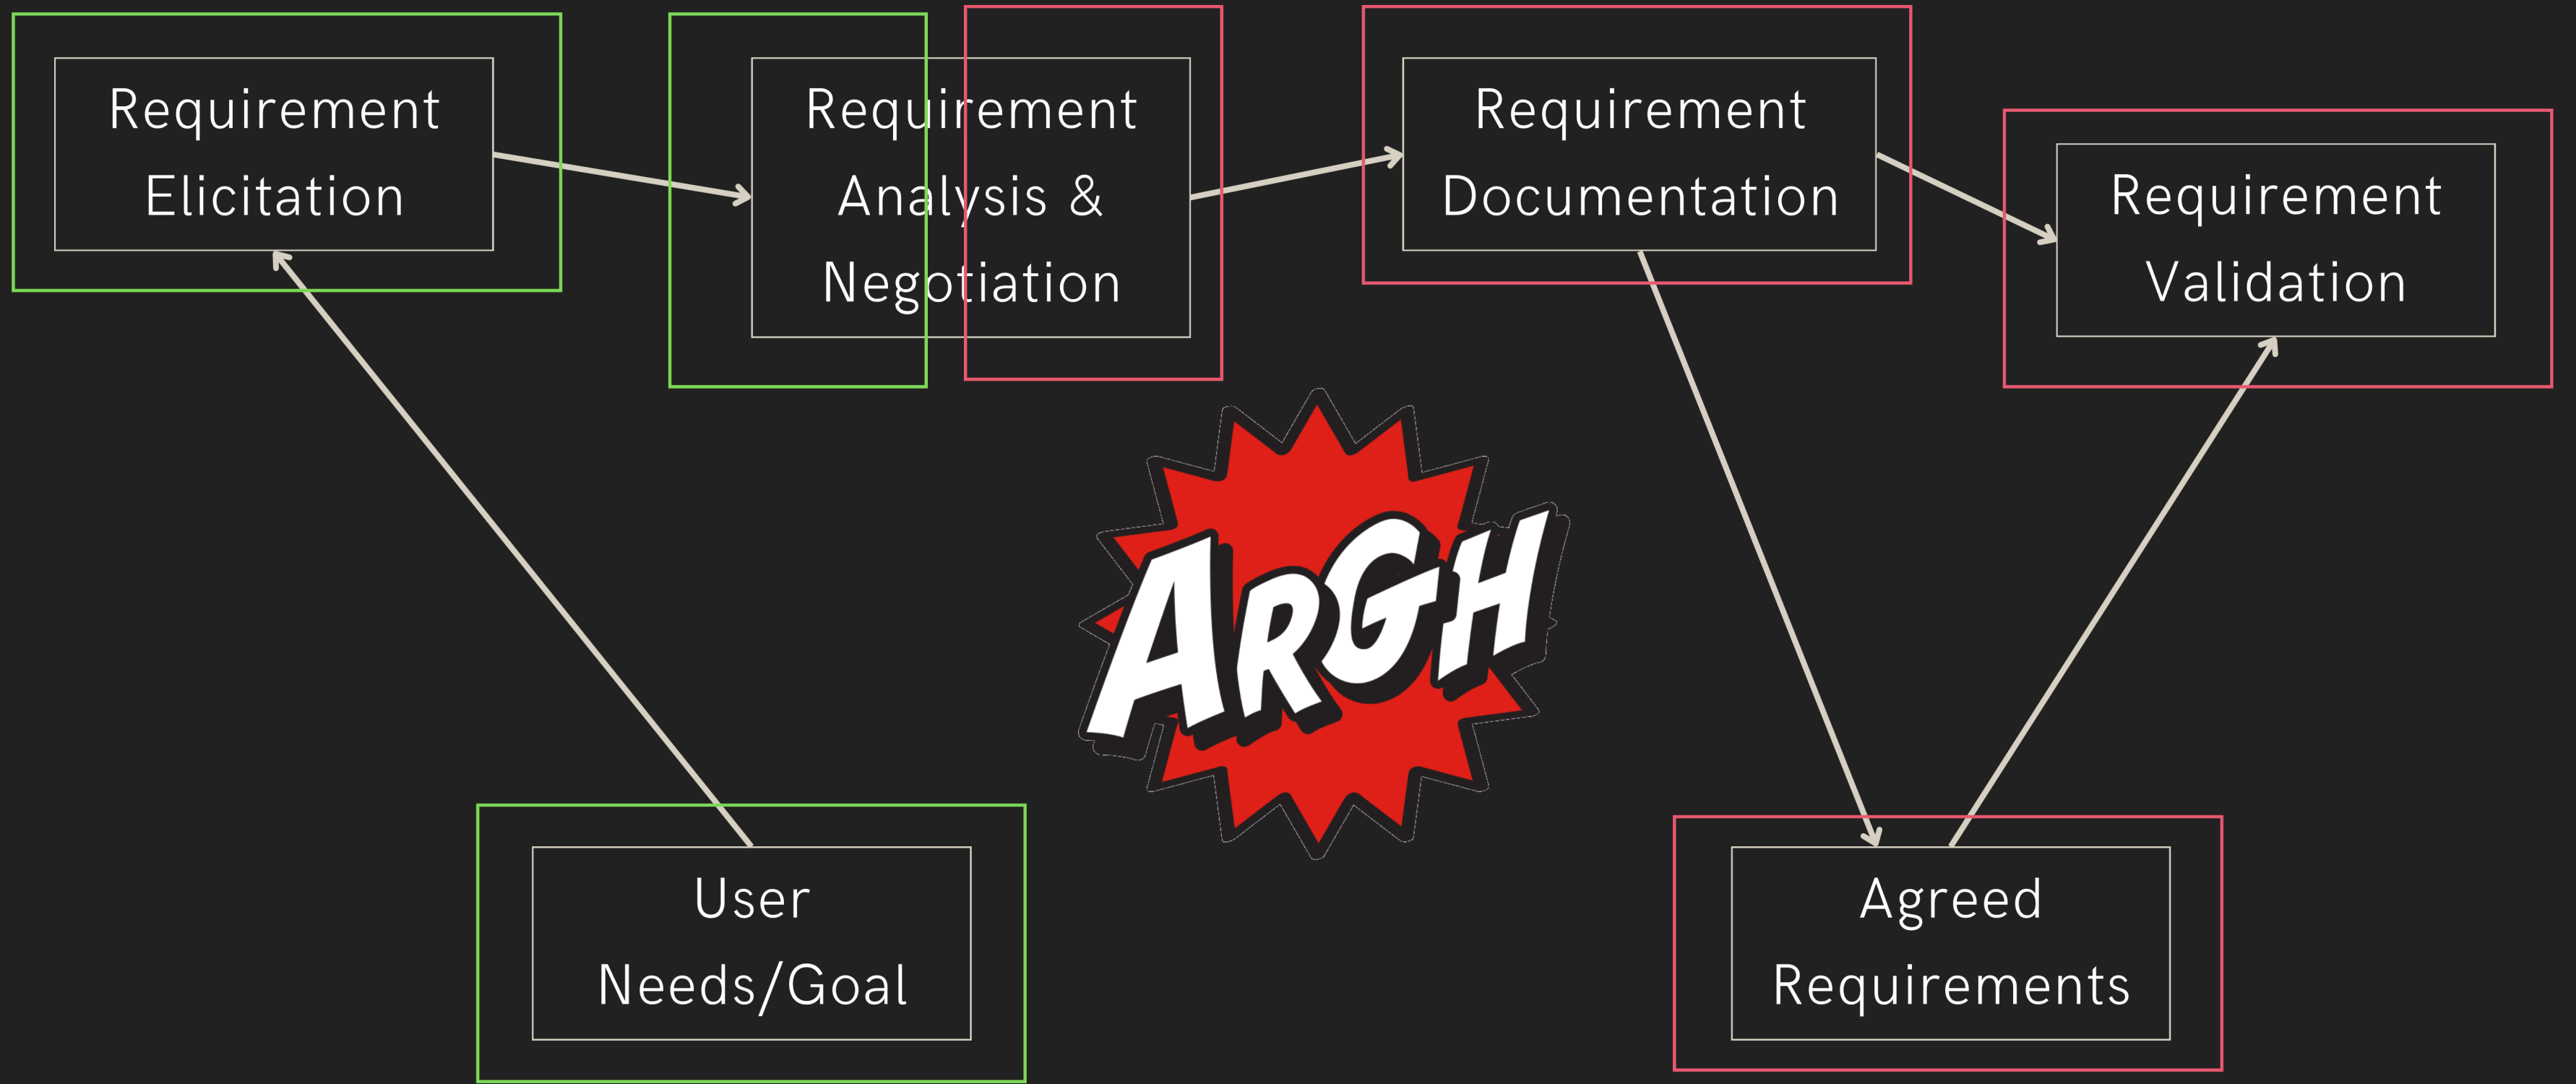 Requirement
Elicitation
Requirement
Analysis &
Negotiation
Requirement
Documentation
Requirement
Validation
ARGH
User
Needs/Goal
Agreed
Requirements